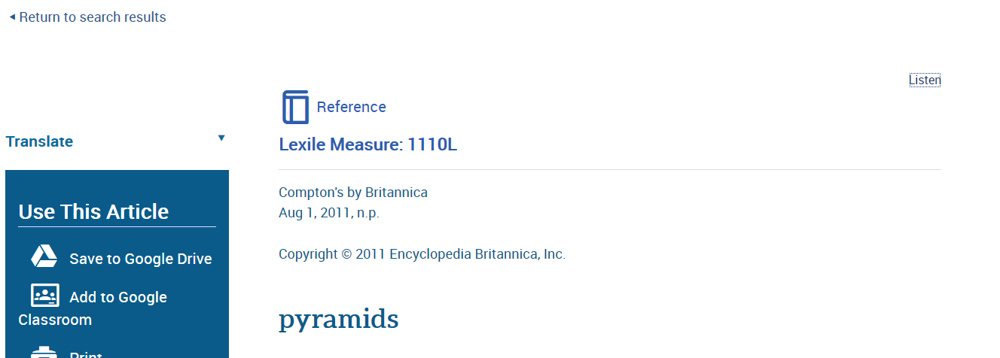 Return to search results
Listen
Reference
Translate
Lexile Measure: 1110L
Compton's by Britannica
Aug 1, 2011, n.p.
Use This Article
Save to Google Drive
Copyright © 2011 Encyclopedia Britannica, Inc.
Add to Google
Classroom
pyramids
Print